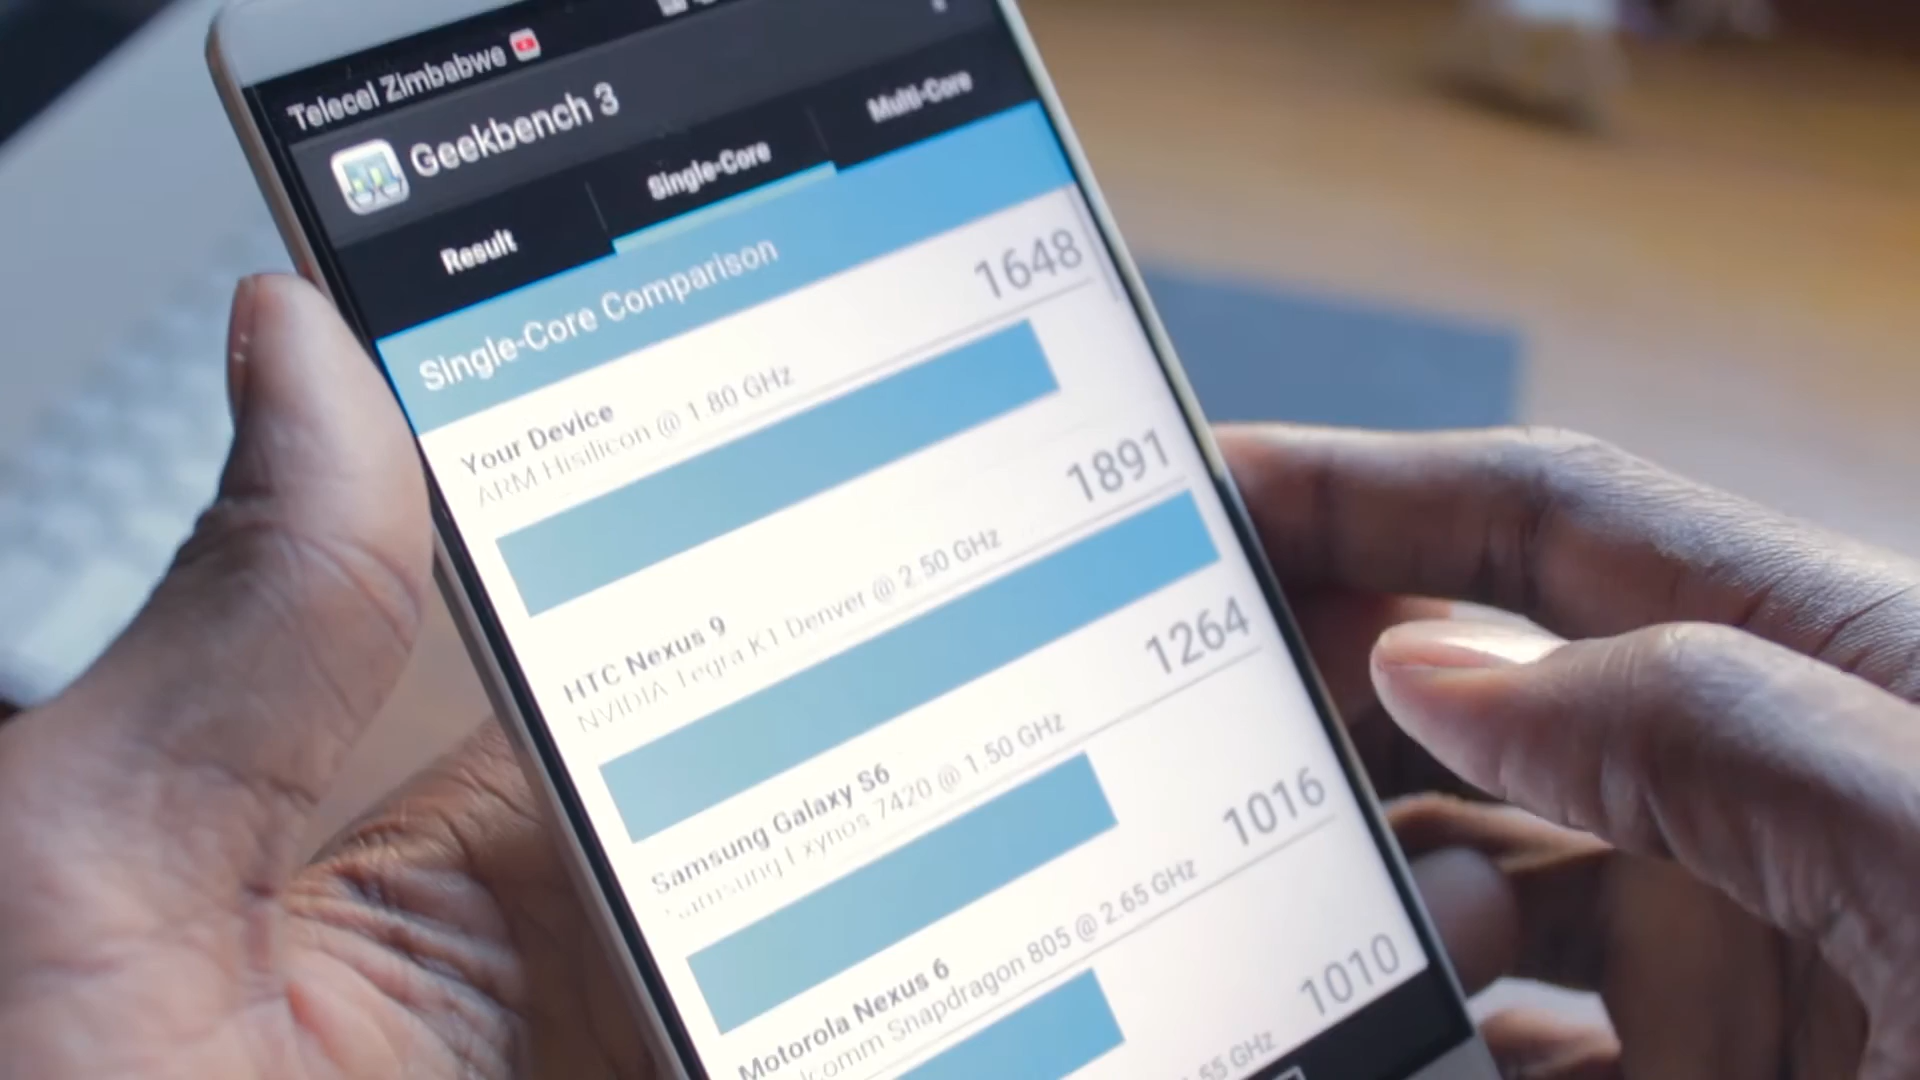 Telecel Zimbabwe
Geekbench 3
Result
Single-Core
Multi-Core
Single-Core Comparison
1648
Your Device
ARM Hisilicon @ 1.80 GHz
1891
HTC Nexus 9
NVIDIA Tegra K1 Denver @ 2.50 GHz
1264
Samsung Galaxy S6
Samsung Exynos 7420 @ 1.50 GHz
1016
Motorola Nexus 6
Snapdragon 805 @ 2.65 GHz
1010
GHz